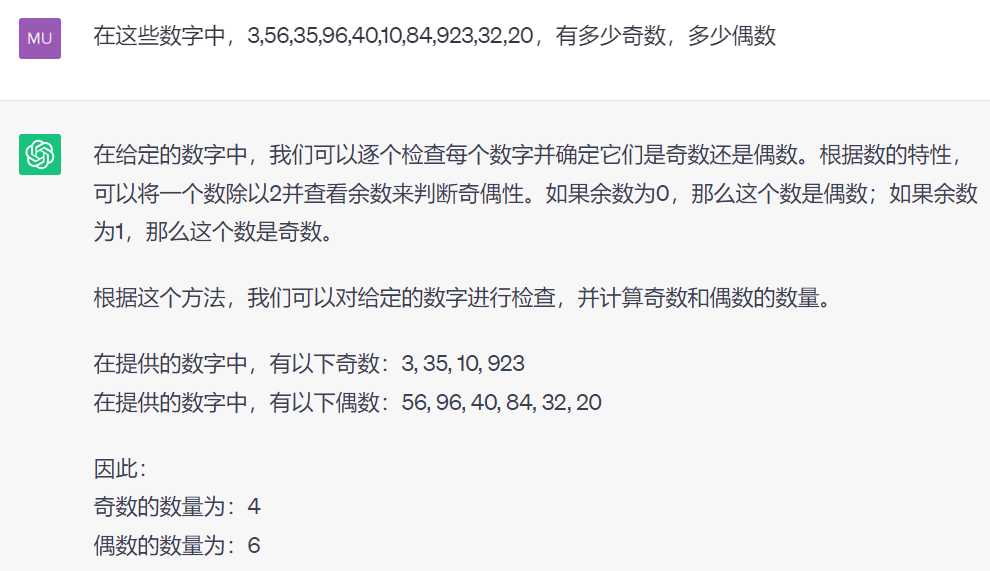 MU
在这些数字中，3,56,35,96,40,10,84,923,32,20，有多少奇数，多少偶数
在给定的数字中，我们可以逐个检查每个数字并确定它们是奇数还是偶数。根据数的特性，
可以将一个数除以2并查看余数来判断奇偶性。如果余数为0，那么这个数是偶数；如果余数
为1，那么这个数是奇数。
根据这个方法，我们可以对给定的数字进行检查，并计算奇数和偶数的数量。
在提供的数字中，有以下奇数：3, 35, 10, 923
在提供的数字中，有以下偶数：56, 96, 40, 84, 32, 20
因此：
奇数的数量为：4
偶数的数量为：6